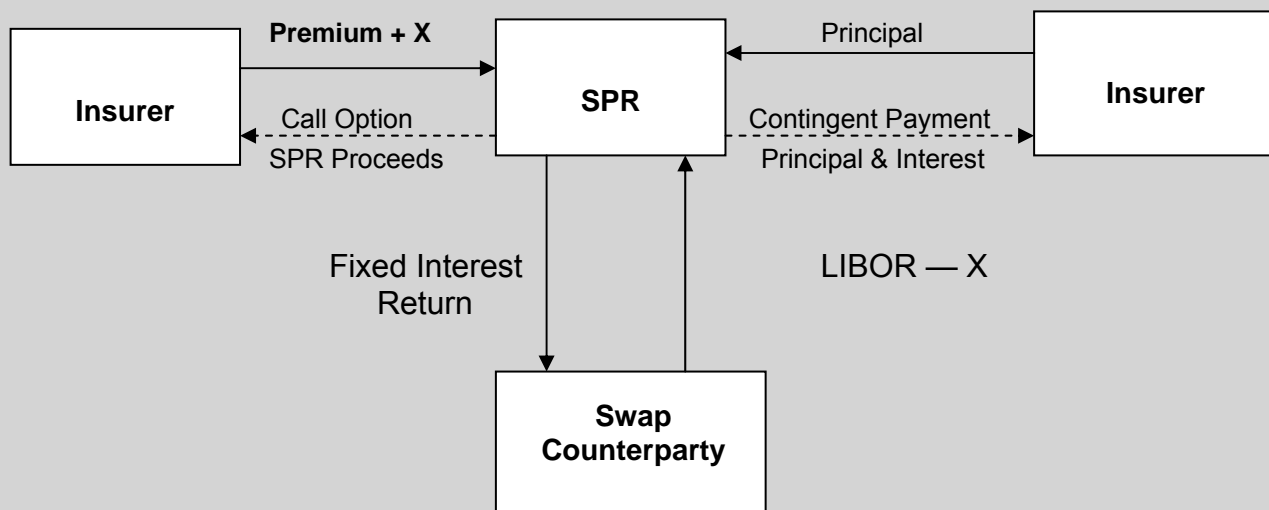 Premium + X
Principal
Insurer
SPR
Insurer
Call Option
SPR Proceeds
Contingent Payment
Principal & Interest
Fixed Interest
Return
LIBOR — X
Swap
Counterparty